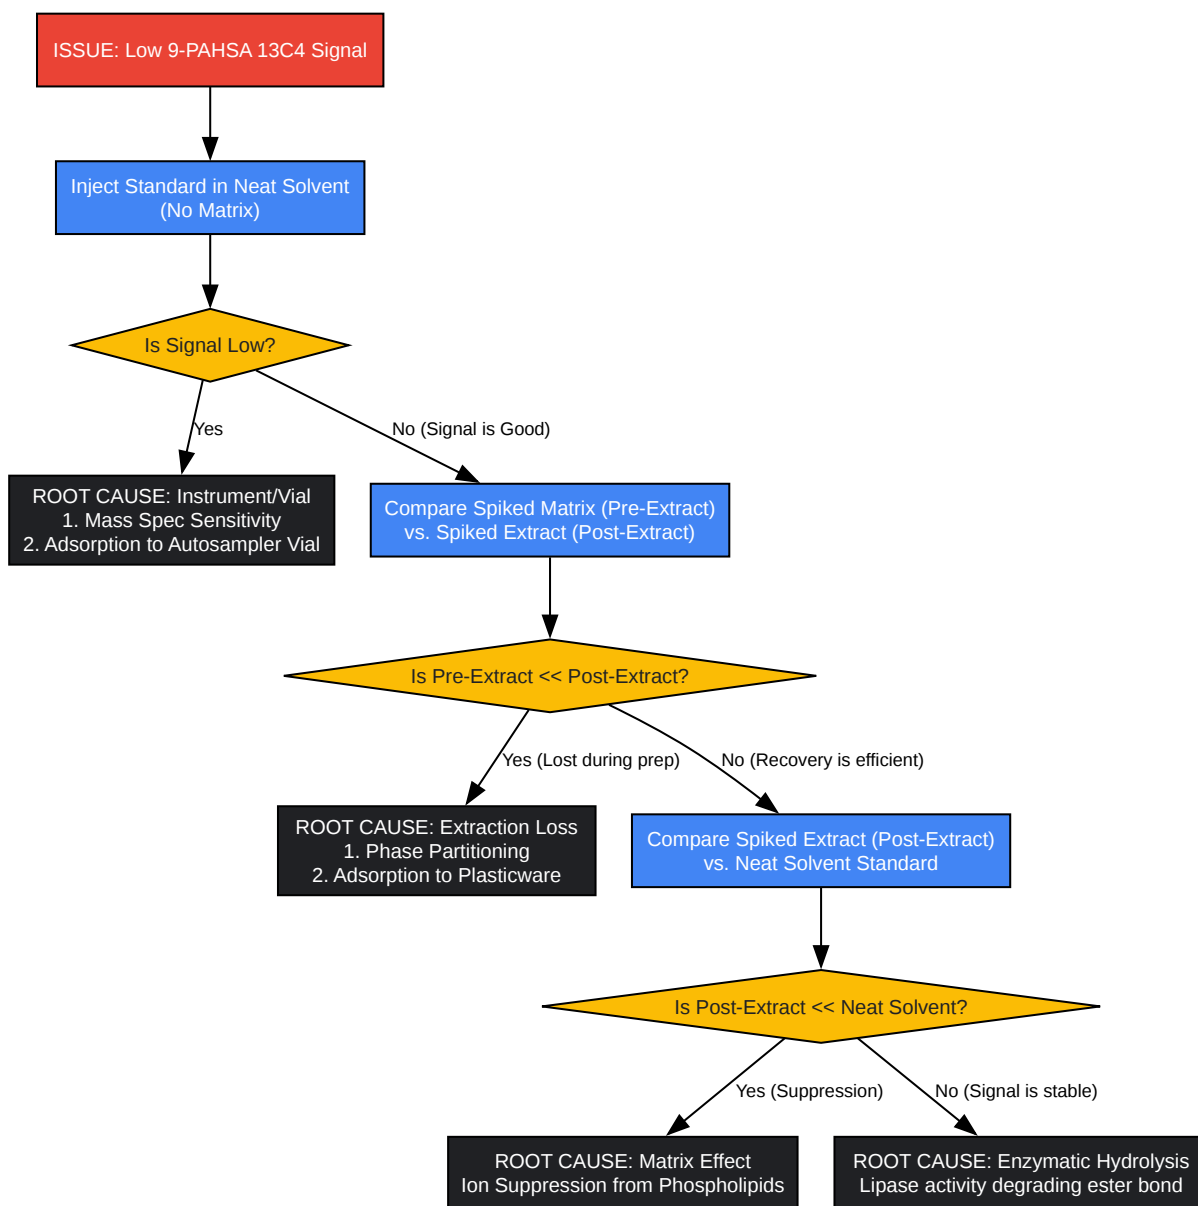 ISSUE: Low 9-PAHSA 13C4 Signal
Inject Standard in Neat Solvent
(No Matrix)
Is Signal Low?
Yes
No (Signal is Good)
ROOT CAUSE: Instrument/Vial
1. Mass Spec Sensitivity
2. Adsorption to Autosampler Vial
Compare Spiked Matrix (Pre-Extract)
vs. Spiked Extract (Post-Extract)
Is Pre-Extract << Post-Extract?
Yes (Lost during prep)
No (Recovery is efficient)
ROOT CAUSE: Extraction Loss
1. Phase Partitioning
2. Adsorption to Plasticware
Compare Spiked Extract (Post-Extract)
vs. Neat Solvent Standard
Is Post-Extract << Neat Solvent?
Yes (Suppression)
No (Signal is stable)
ROOT CAUSE: Matrix Effect
Ion Suppression from Phospholipids
ROOT CAUSE: Enzymatic Hydrolysis
Lipase activity degrading ester bond